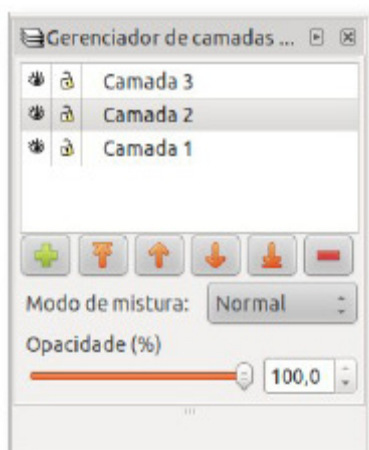 Gerenciador de camadas ...
Camada 3
Camada 2
Camada 1
Modo de mistura: Normal
Opacidade (%)
100,0